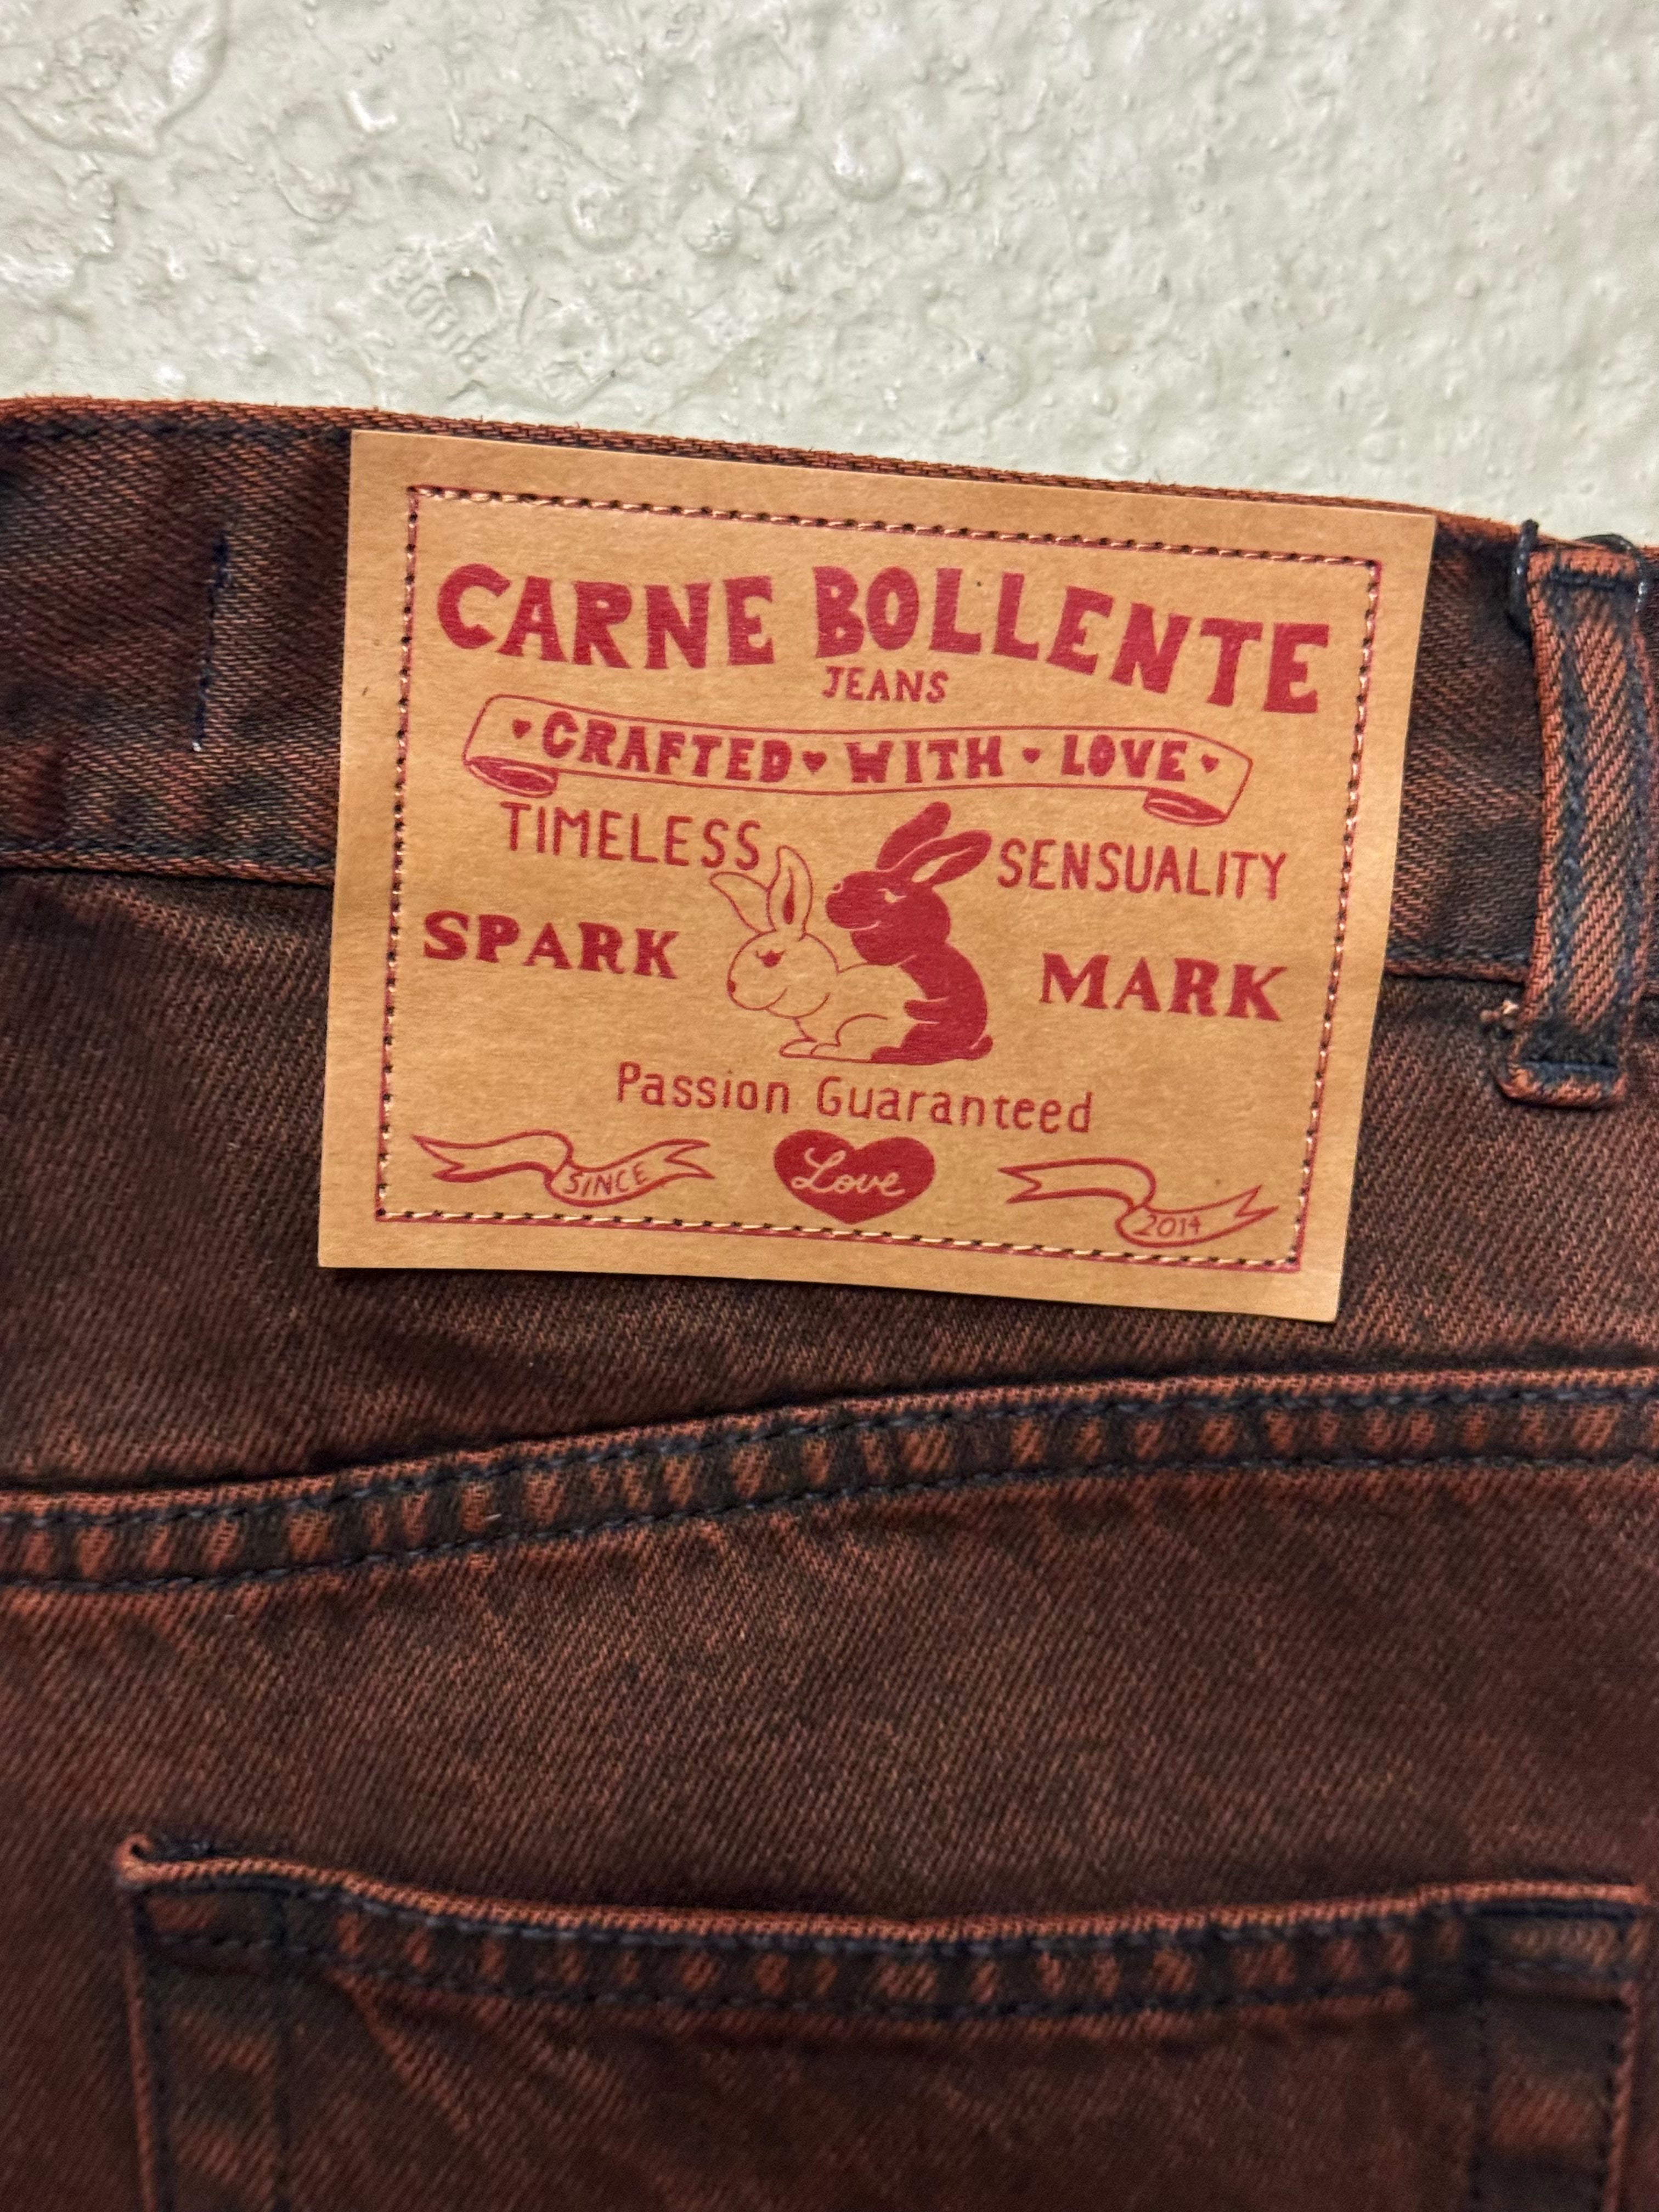 CARNE BOLLENTE
JEANS
CRAFTED WITH LOVE
TIMELESS SENSUALITY
SPARK MARK
Passion Guaranteed
SINCE Love 2014